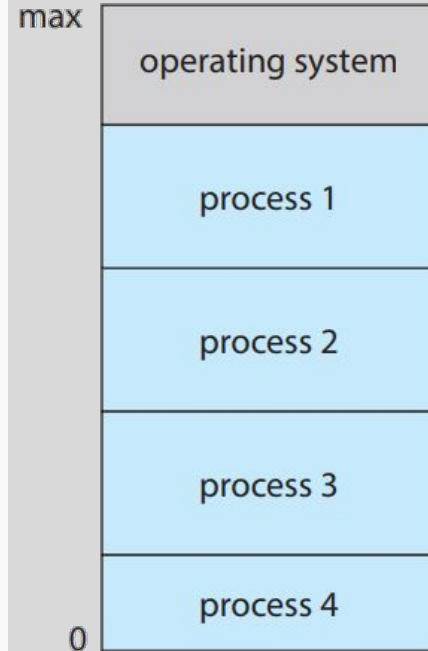 max
operating system
process 1
process 2
process 3
process 4
0